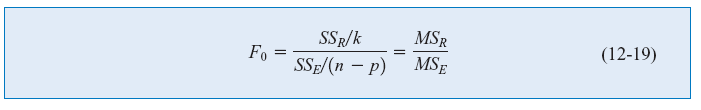 F₀ = SS_R/k / SS_E/(n − p) = MS_R / MS_E (12-19)